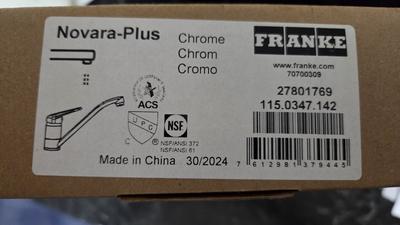 Novara-Plus
Chrome
Chrom
Cromo
FRANKE
www.franke.com
70700309
27801769
115.0347.142
ACS
UPC
NSF
NSF/ANSI 372
NSF/ANSI 61
Made in China 30/2024
7 612981 379445